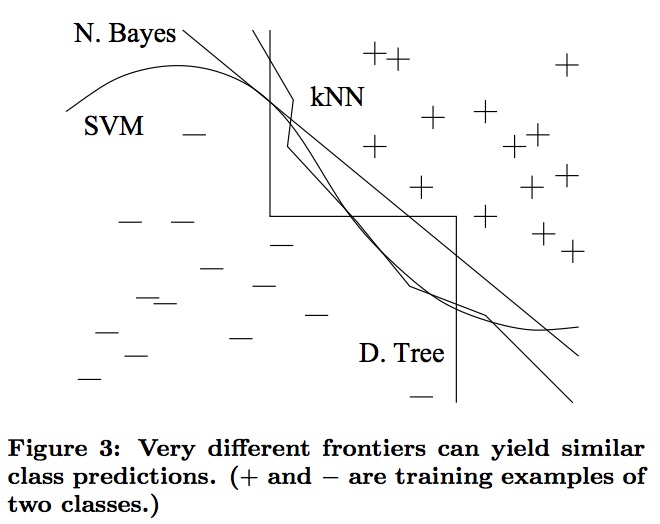 N. Bayes
kNN
SVM
D. Tree
Figure 3: Very different frontiers can yield similar
class predictions. (+ and − are training examples of
two classes.)